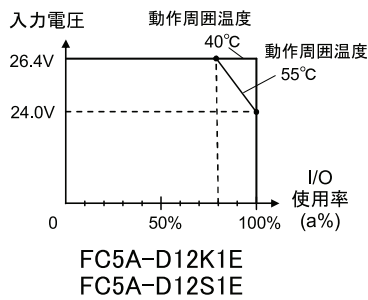 入力電圧
動作周囲温度
40℃
動作周囲温度
55℃
26.4V
24.0V
I/O
使用率
(a%)
0
50%
100%
FC5A-D12K1E
FC5A-D12S1E